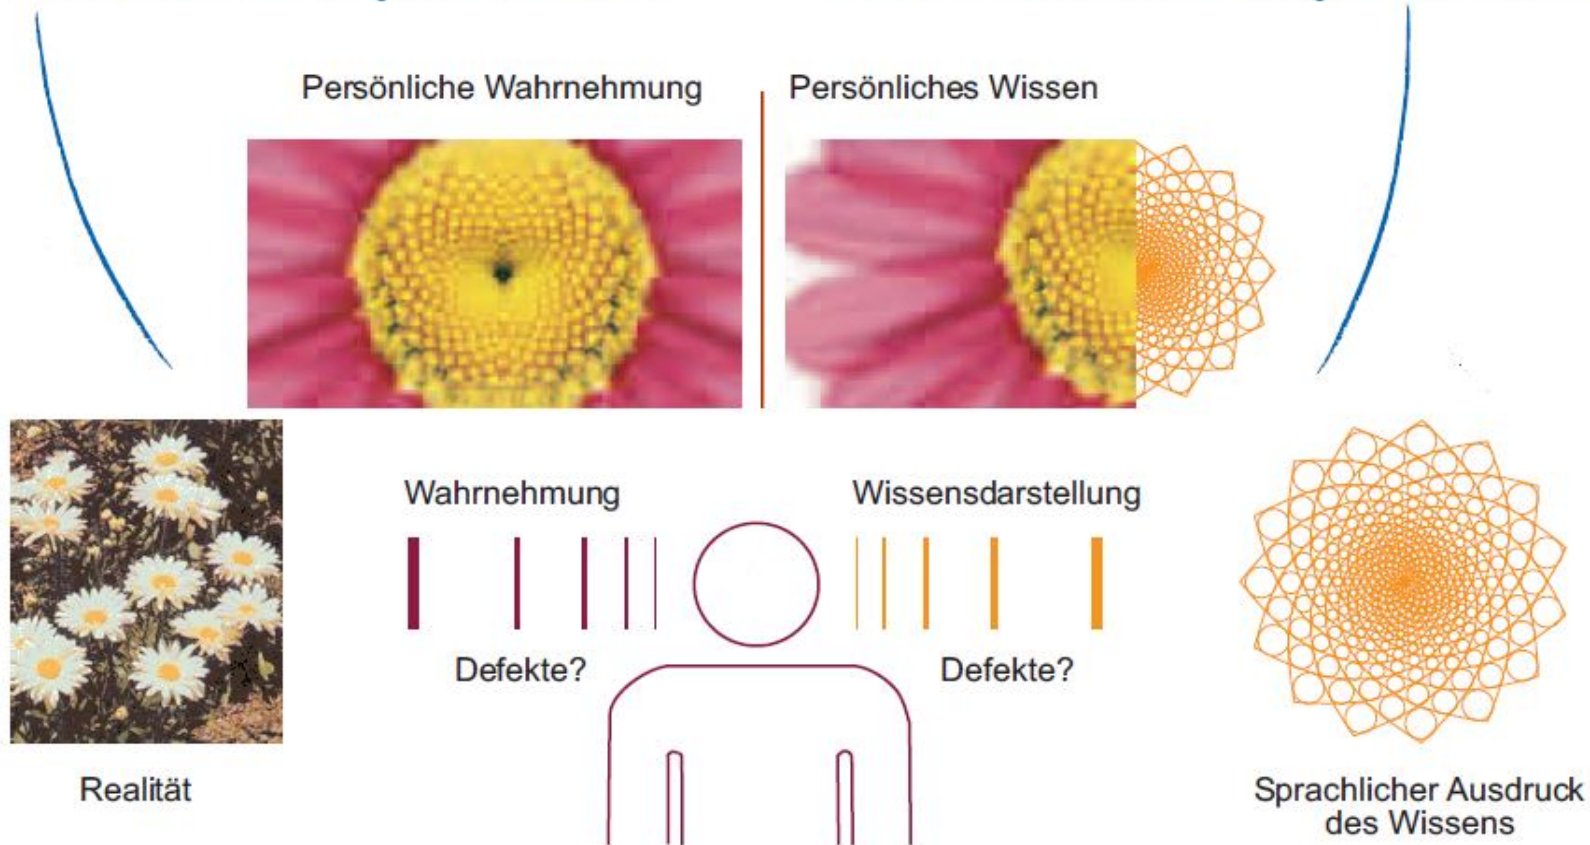 Persönliche Wahrnehmung
Persönliches Wissen
Wahrnehmung
Wissensdarstellung
Defekte?
Defekte?
Realität
Sprachlicher Ausdruck
des Wissens